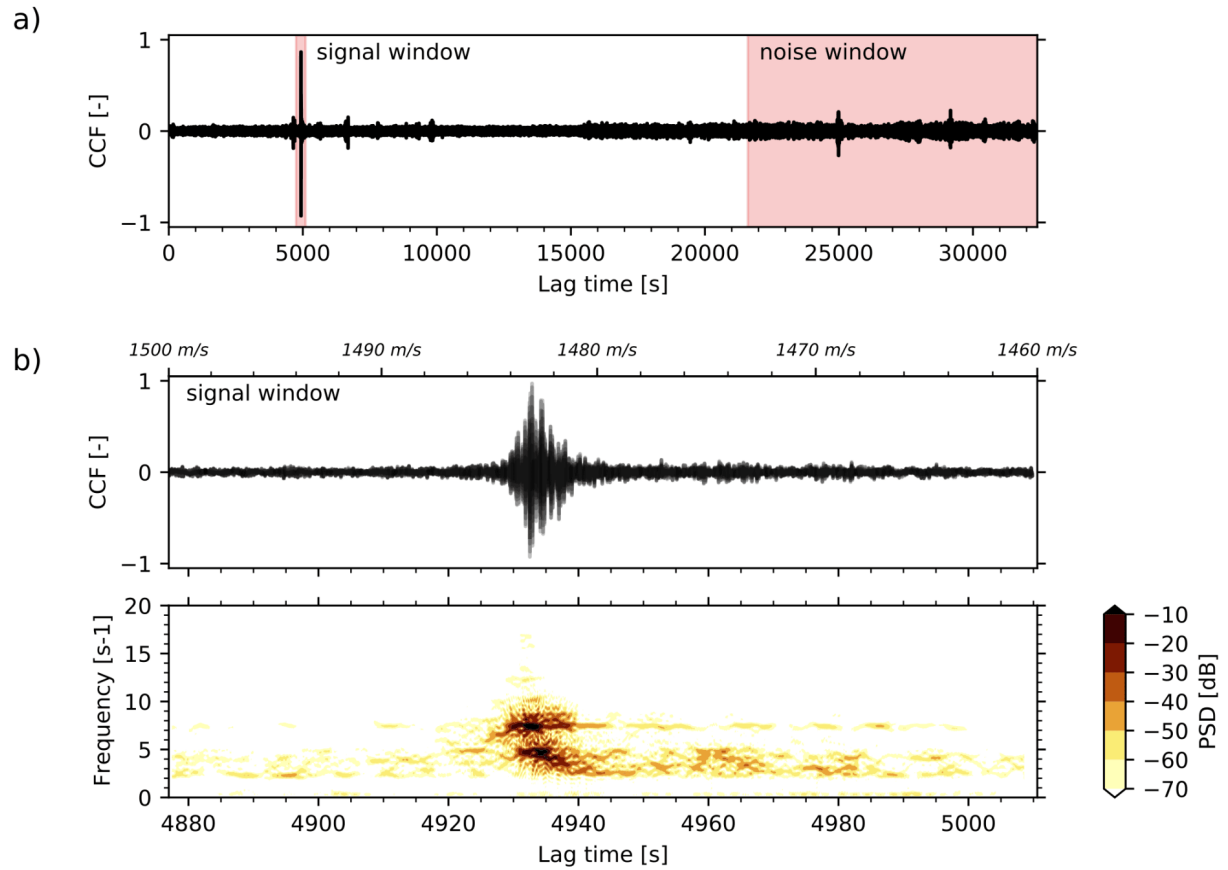 a)
1
0
−1
CCF [-]
signal window
noise window
0 5000 10000 15000 20000 25000 30000
Lag time [s]
b)
1500 m/s 1490 m/s 1480 m/s 1470 m/s 1460 m/s
1
0
−1
CCF [-]
signal window
20
15
10
5
0
Frequency [s-1]
4880 4900 4920 4940 4960 4980 5000
Lag time [s]
−10
−20
−30
−40
−50
−60
−70
PSD [dB]